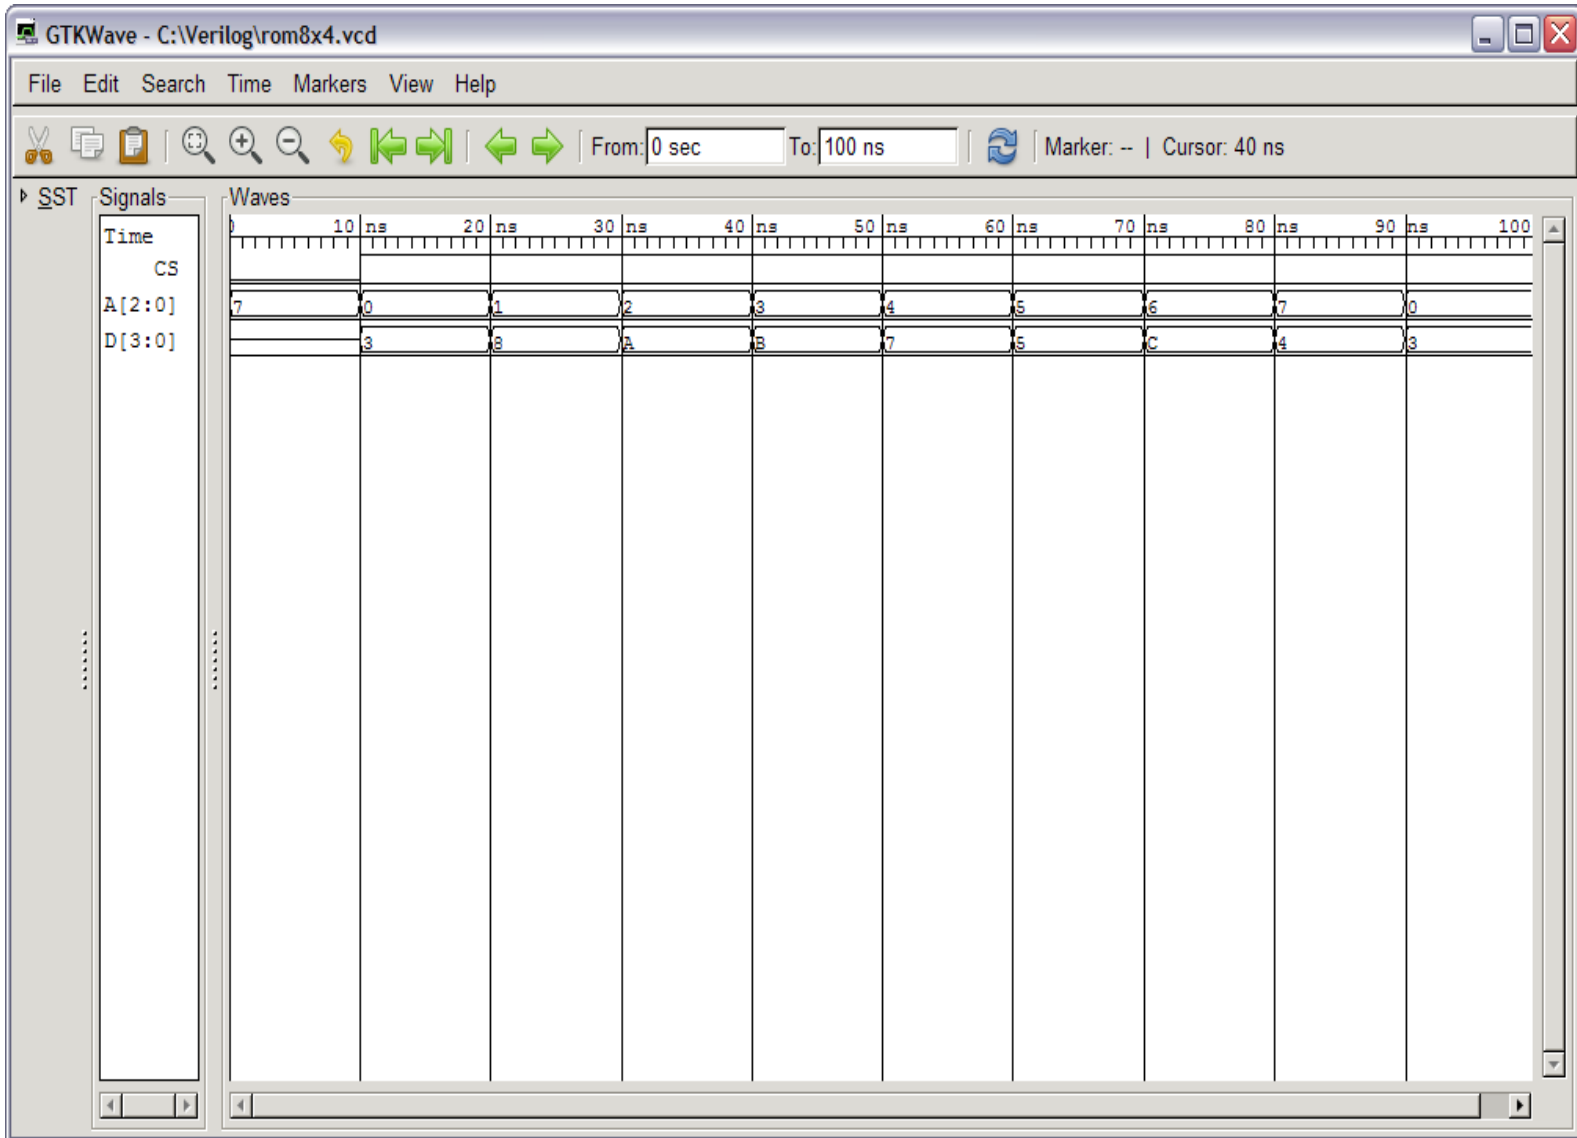 GTKWave - C:\Verilog\rom8x4.vcd
File Edit Search Time Markers View Help
From: 0 sec To: 100 ns Marker: -- | Cursor: 40 ns
SST Signals Waves
Time 0 10 ns 20 ns 30 ns 40 ns 50 ns 60 ns 70 ns 80 ns 90 ns 100
CS
A[2:0] 7 0 1 2 3 4 5 6 7 0
D[3:0] 3 8 A B 7 5 C 4 3